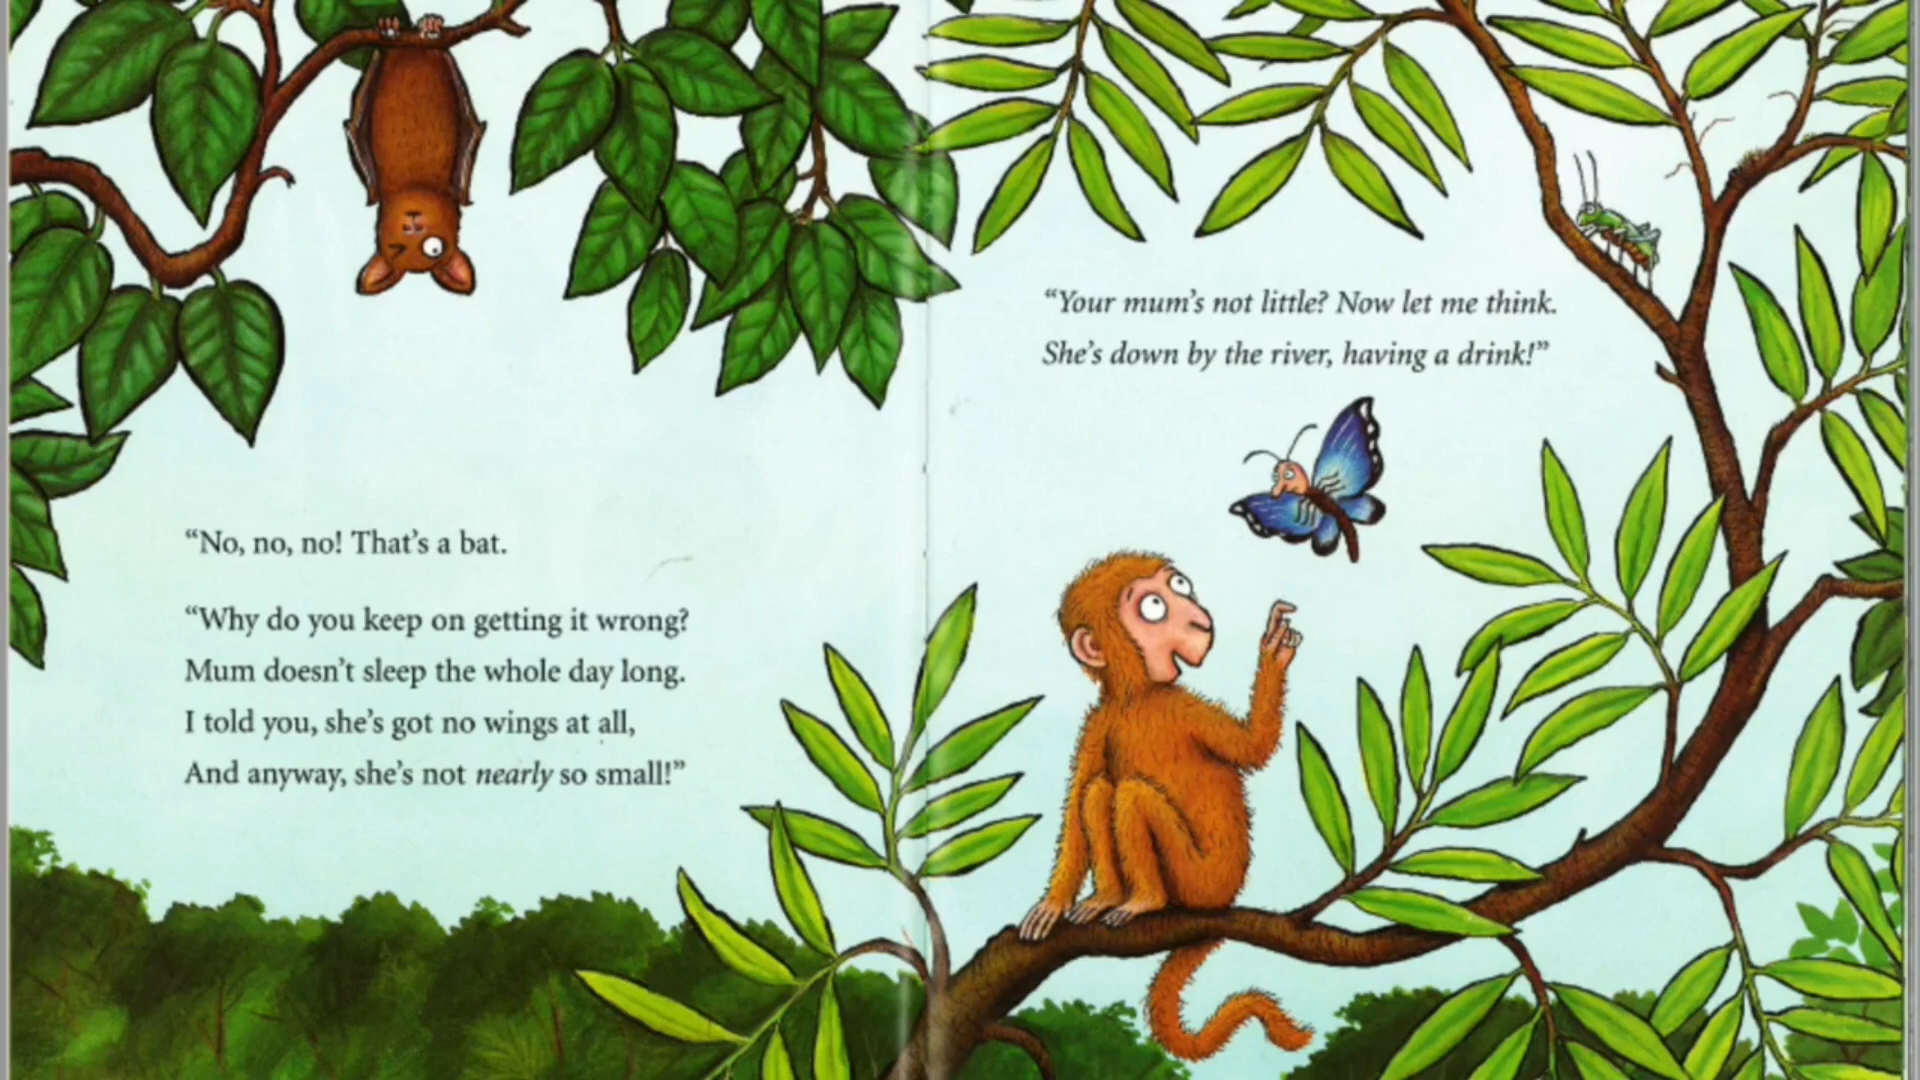 “No, no, no! That’s a bat.
“Why do you keep on getting it wrong?
Mum doesn’t sleep the whole day long.
I told you, she’s got no wings at all,
And anyway, she’s not nearly so small!”
“Your mum’s not little? Now let me think.
She’s down by the river, having a drink!”